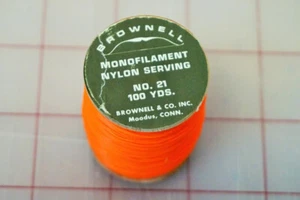 BROWNELL
MONOFILAMENT
NYLON SERVING
NO. 21
100 YDS.
BROWNELL & CO. INC.
Moodus, CONN.